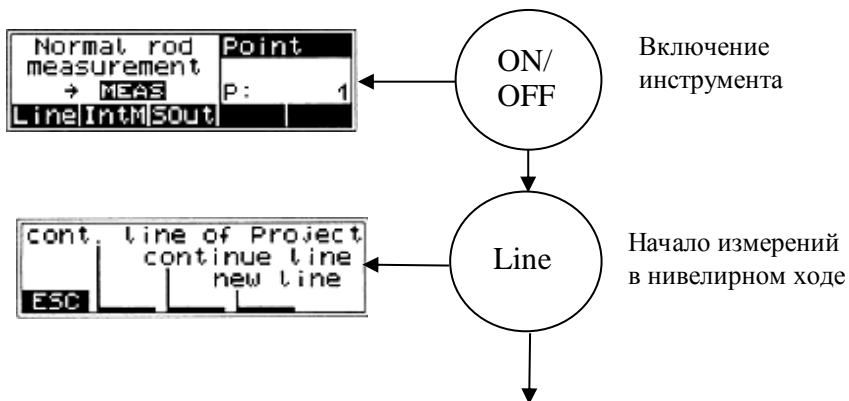 Normal rod
measurement
→ MEAS
Point
P: 1
Line IntM SOut
ON/
OFF
Включение
инструмента
cont. line of Project
continue line
new line
ESC
Line
Начало измерений
в нивелирном ходе